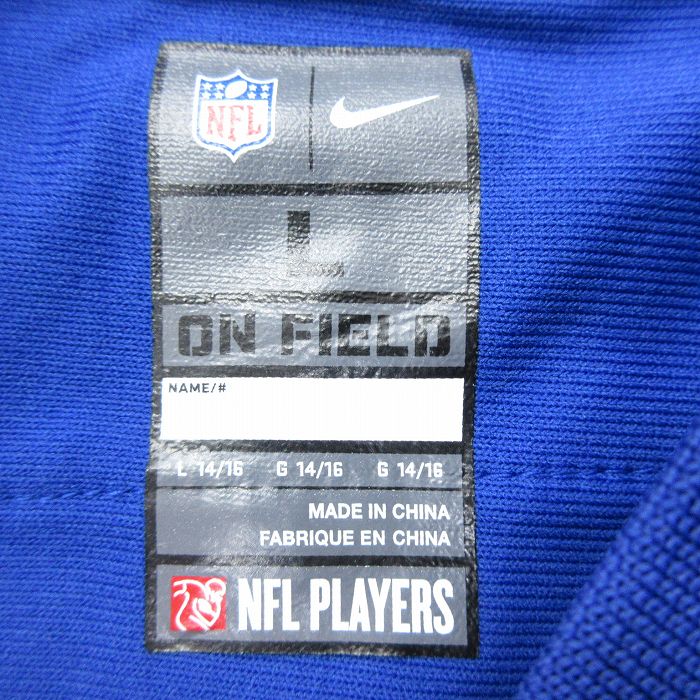 NFL
L
ON FIELD
NAME/#
L 14/16 G 14/16 G 14/16
MADE IN CHINA
FABRIQUE EN CHINA
NFL PLAYERS